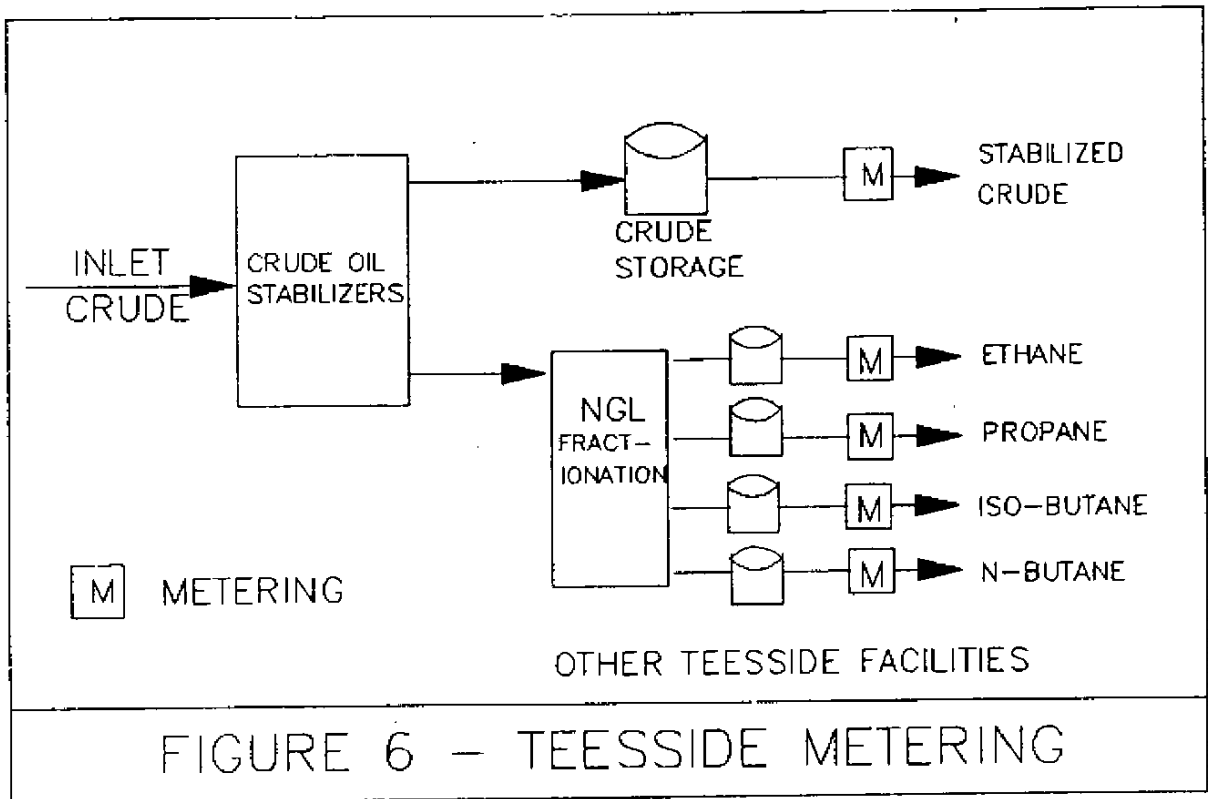 STABILIZED
CRUDE
M
CRUDE
STORAGE
INLET
CRUDE
CRUDE OIL
STABILIZERS
NGL
FRACT-
IONATION
M
ETHANE
M
PROPANE
M
ISO-BUTANE
M
N-BUTANE
M METERING
OTHER TEESSIDE FACILITIES
FIGURE 6 - TEESSIDE METERING